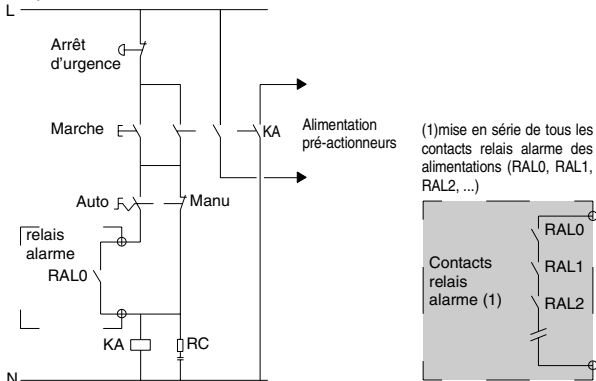 L
Arrêt
d'urgence
Marche
KA
Alimentation
pré-actionneurs
Auto
Manu
relais
alarme
RAL0
KA
RC
N
(1)mise en série de tous les
contacts relais alarme des
alimentations (RAL0, RAL1,
RAL2, ...)
RAL0
Contacts
relais
alarme (1)
RAL1
RAL2